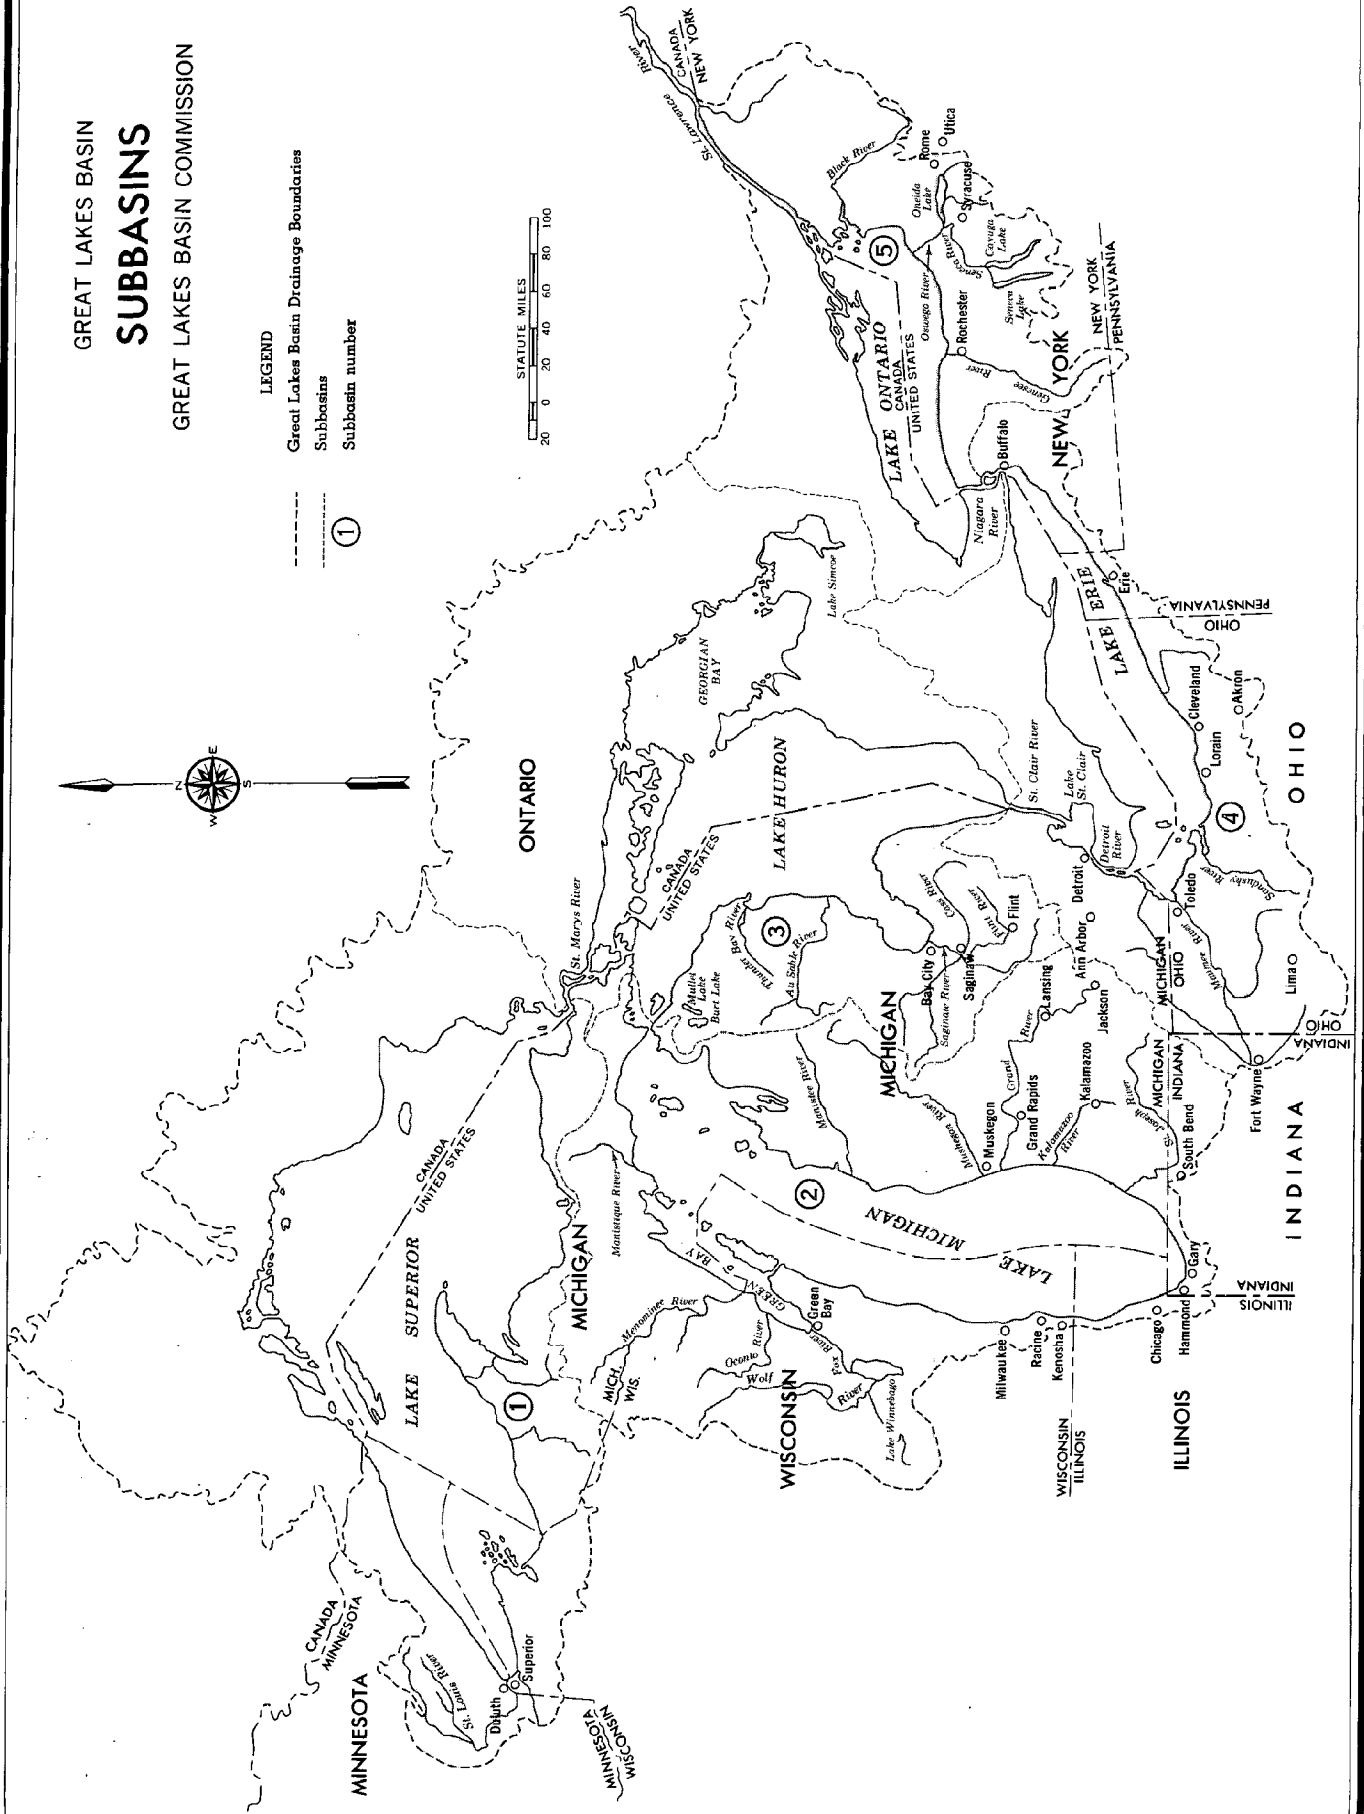 GREAT LAKES BASIN
SUBBASINS
GREAT LAKES BASIN COMMISSION
LEGEND
Great Lakes Basin Drainage Boundaries
Subbasins
1
Subbasin number
STATUTE MILES
20 0 20 40 60 80 100
N
E
S
W
CANADA
MINNESOTA
MINNESOTA
St. Louis River
Duluth
Superior
MINNESOTA
WISCONSIN
LAKE SUPERIOR
CANADA
UNITED STATES
1
MICHIGAN
MICH.
WIS.
ONTARIO
St. Marys River
Manistique River
Menominee River
GREEN BAY
Oconto River
Wolf River
Green Bay
Fox River
Lake Winnebago
WISCONSIN
2
LAKE MICHIGAN
Milwaukee
Racine
Kenosha
WISCONSIN
ILLINOIS
Chicago
ILLINOIS
Hammond
Gary
ILLINOIS
INDIANA
INDIANA
CANADA
UNITED STATES
LAKE HURON
GEORGIAN
BAY
Lake Simcoe
Mullet
Lake
Burt Lake
Thunder Bay River
3
Au Sable River
Manistee River
MICHIGAN
Muskegon River
Muskegon
Grand River
Grand Rapids
Kalamazoo
River
Kalamazoo
St. Joseph River
South Bend
MICHIGAN
INDIANA
Cass River
Flint River
Flint
Bay City
Saginaw
Saginaw River
Lansing
Jackson
Ann Arbor
Detroit
St. Clair River
Lake
St. Clair
Detroit
River
MICHIGAN
OHIO
Toledo
Maumee River
Fort Wayne
Lima
INDIANA
OHIO
Sandusky River
4
Lorain
Cleveland
Akron
OHIO
LAKE ERIE
OHIO
PENNSYLVANIA
Erie
Niagara
River
Buffalo
NEW YORK
NEW YORK
PENNSYLVANIA
LAKE ONTARIO
CANADA
UNITED STATES
Genesee River
Rochester
Oswego River
5
Seneca River
Seneca
Lake
Cayuga
Lake
Syracuse
Oneida
Lake
Rome
Utica
Black River
St. Lawrence River
CANADA
NEW YORK